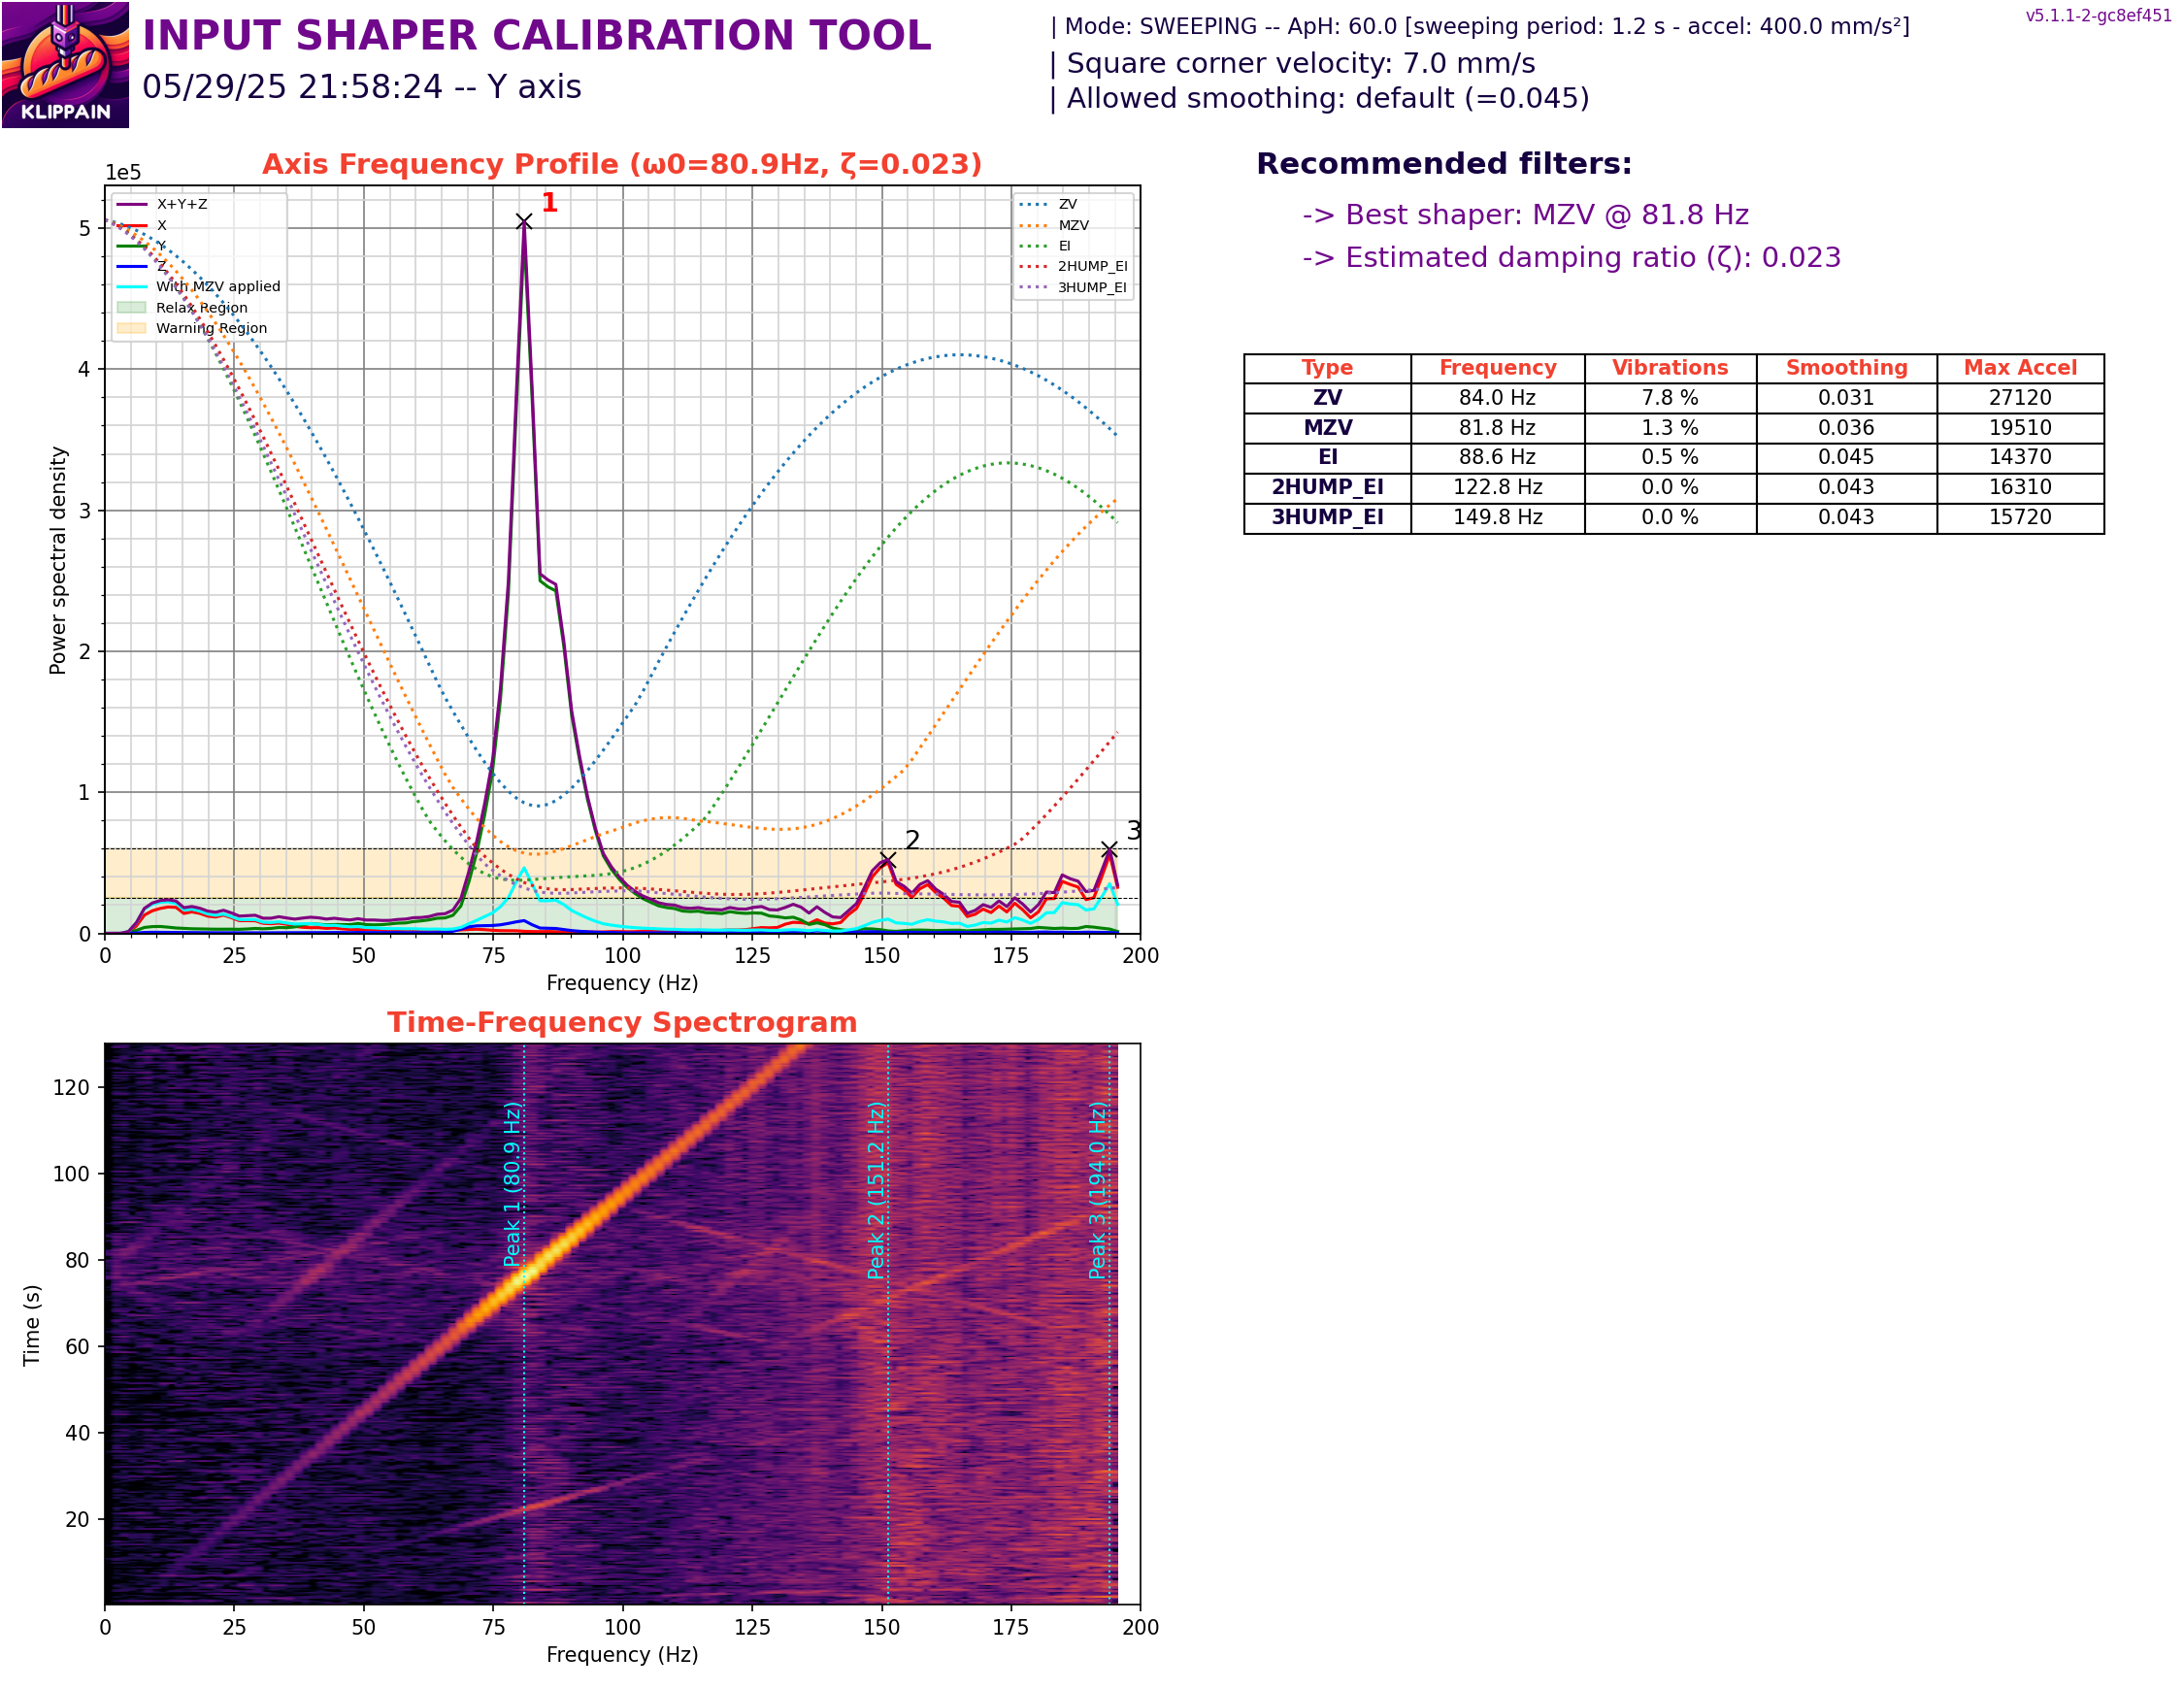 KLIPPAIN
INPUT SHAPER CALIBRATION TOOL
05/29/25 21:58:24 -- Y axis
| Mode: SWEEPING -- ApH: 60.0 [sweeping period: 1.2 s - accel: 400.0 mm/s²]
| Square corner velocity: 7.0 mm/s
| Allowed smoothing: default (=0.045)
v5.1.1-2-gc8ef451
Axis Frequency Profile (ω0=80.9Hz, ζ=0.023)
1e5
X+Y+Z
X
Y
Z
With MZV applied
Relax Region
Warning Region
ZV
MZV
EI
2HUMP_EI
3HUMP_EI
1
2
3
5
4
3
2
1
0
Power spectral density
0 25 50 75 100 125 150 175 200
Frequency (Hz)
Recommended filters:
-> Best shaper: MZV @ 81.8 Hz
-> Estimated damping ratio (ζ): 0.023
Type Frequency Vibrations Smoothing Max Accel
ZV 84.0 Hz 7.8 % 0.031 27120
MZV 81.8 Hz 1.3 % 0.036 19510
EI 88.6 Hz 0.5 % 0.045 14370
2HUMP_EI 122.8 Hz 0.0 % 0.043 16310
3HUMP_EI 149.8 Hz 0.0 % 0.043 15720
Time-Frequency Spectrogram
120
100
80
60
40
20
Time (s)
Peak 1 (80.9 Hz)
Peak 2 (151.2 Hz)
Peak 3 (194.0 Hz)
0 25 50 75 100 125 150 175 200
Frequency (Hz)